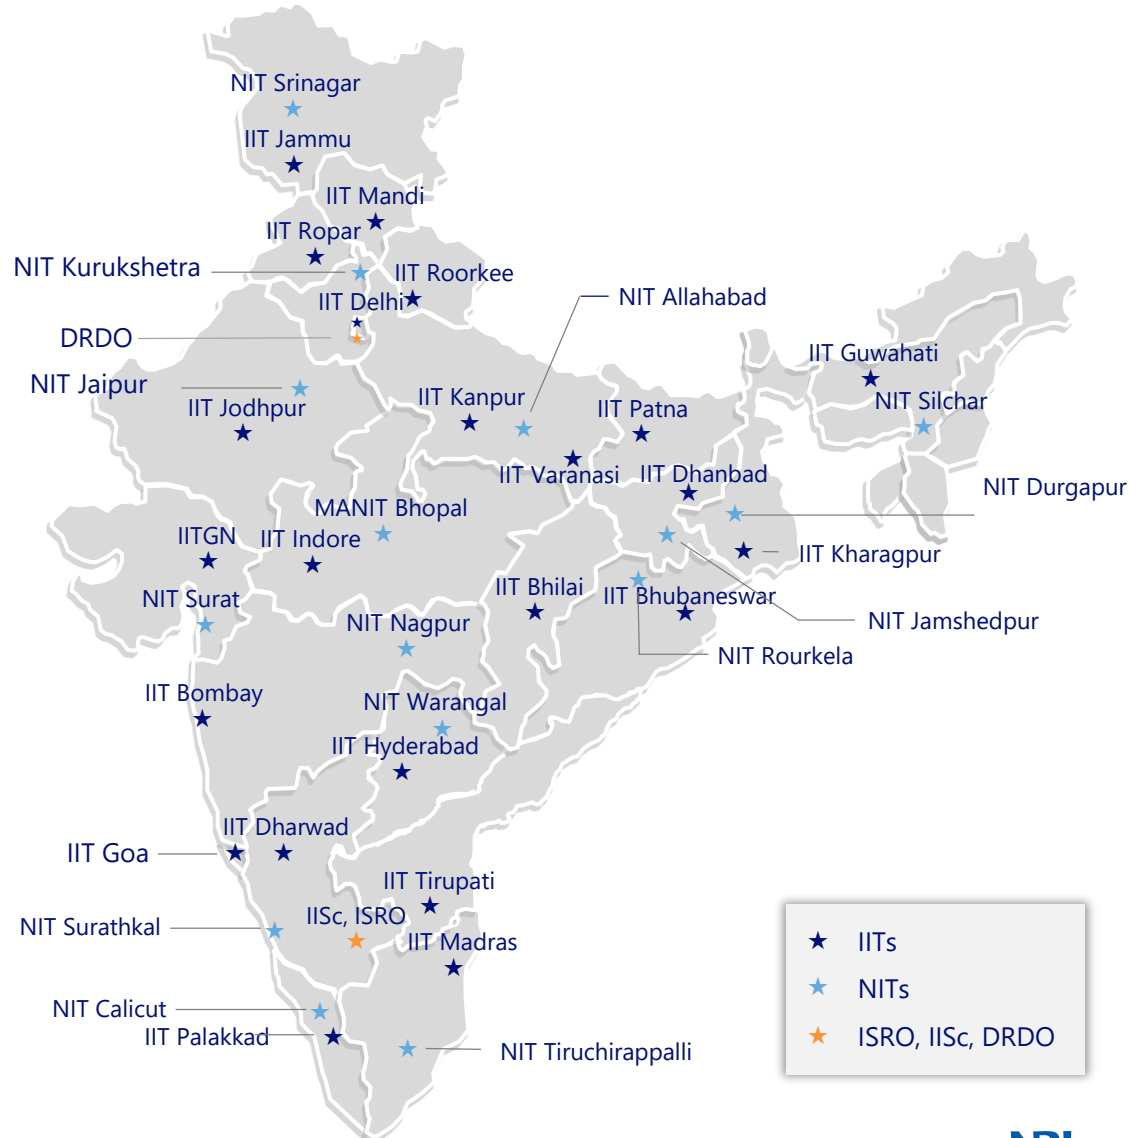 NIT Srinagar
IIT Jammu
IIT Mandi
IIT Ropar
NIT Kurukshetra
IIT Roorkee
IIT Delhi
NIT Allahabad
DRDO
IIT Guwahati
NIT Jaipur
IIT Kanpur
IIT Jodhpur
IIT Patna
NIT Silchar
IIT Varanasi
IIT Dhanbad
NIT Durgapur
MANIT Bhopal
IITGN
IIT Indore
IIT Kharagpur
IIT Bhilai
IIT Bhubaneswar
NIT Surat
NIT Nagpur
NIT Jamshedpur
NIT Rourkela
IIT Bombay
NIT Warangal
IIT Hyderabad
IIT Dharwad
IIT Goa
IIT Tirupati
IISc, ISRO
NIT Surathkal
IIT Madras
NIT Calicut
IIT Palakkad
NIT Tiruchirappalli
IITs
NITs
ISRO, IISc, DRDO